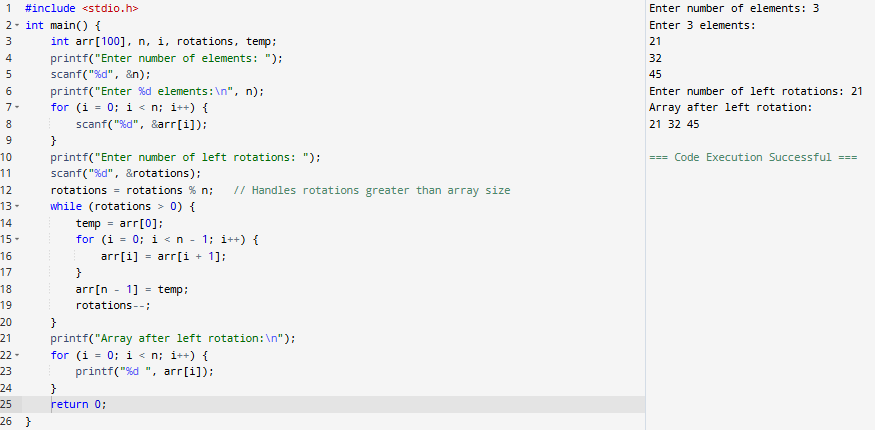 1 #include <stdio.h>
2 int main() {
3     int arr[100], n, i, rotations, temp;
4     printf("Enter number of elements: ");
5     scanf("%d", &n);
6     printf("Enter %d elements:\n", n);
7     for (i = 0; i < n; i++) {
8         scanf("%d", &arr[i]);
9     }
10     printf("Enter number of left rotations: ");
11     scanf("%d", &rotations);
12     rotations = rotations % n;   // Handles rotations greater than array size
13     while (rotations > 0) {
14         temp = arr[0];
15         for (i = 0; i < n - 1; i++) {
16             arr[i] = arr[i + 1];
17         }
18         arr[n - 1] = temp;
19         rotations--;
20     }
21     printf("Array after left rotation:\n");
22     for (i = 0; i < n; i++) {
23         printf("%d ", arr[i]);
24     }
25     return 0;
26 }
Enter number of elements: 3
Enter 3 elements:
21
32
45
Enter number of left rotations: 21
Array after left rotation:
21 32 45
=== Code Execution Successful ===